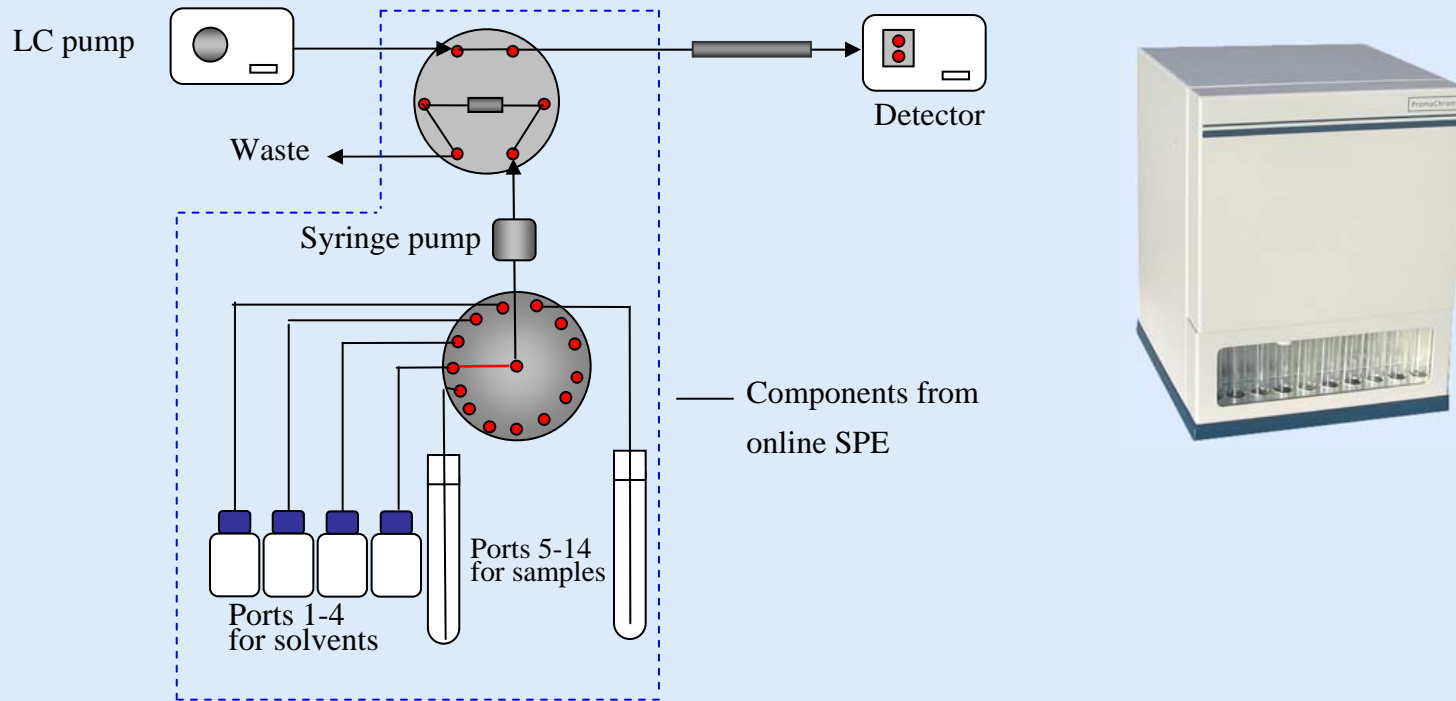 LC pump
Detector
Waste
Syringe pump
Components from
online SPE
Ports 5-14
for samples
Ports 1-4
for solvents
PromoChrom